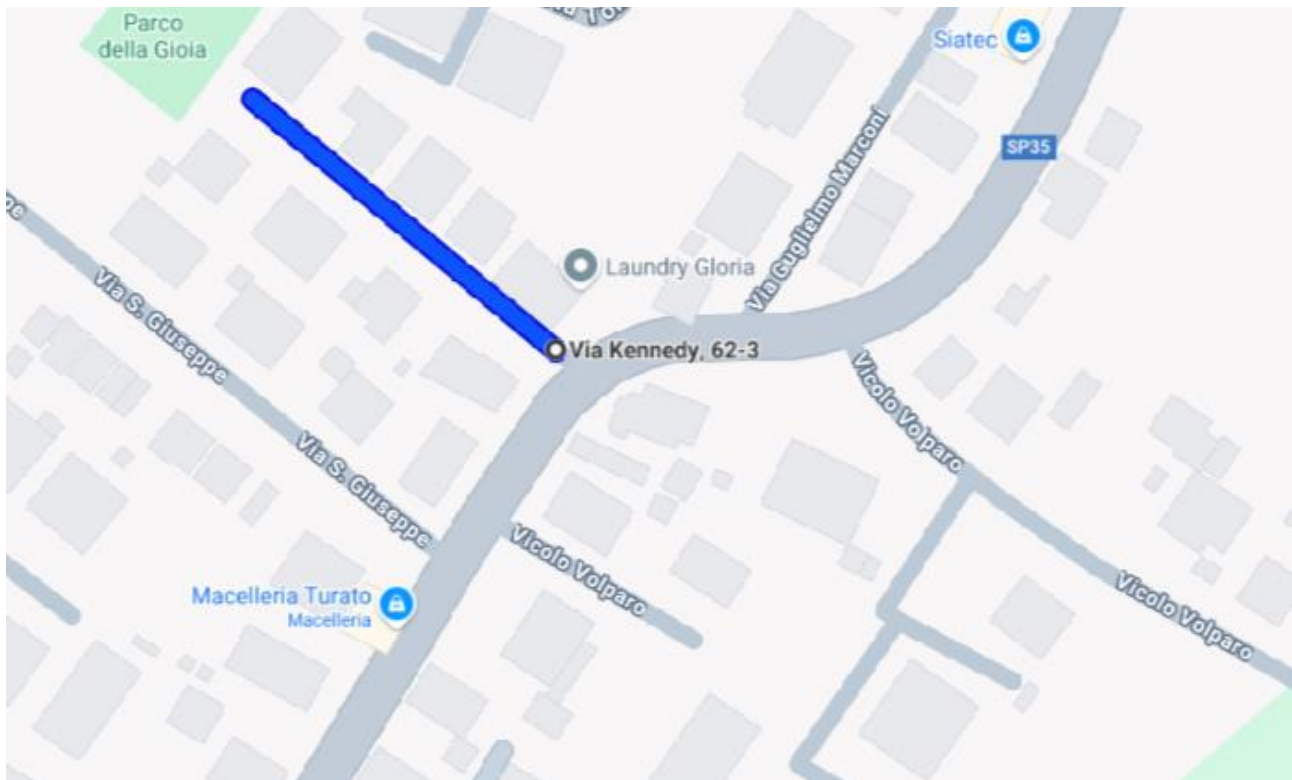 Parco
della Gioia
Siatec
Via Guglielmo Marconi
SP35
Laundry Gloria
Via Kennedy, 62-3
Via S. Giuseppe
Via S. Giuseppe
Vicolo Volparo
Vicolo Volparo
Vicolo Volparo
Macelleria Turato
Macelleria